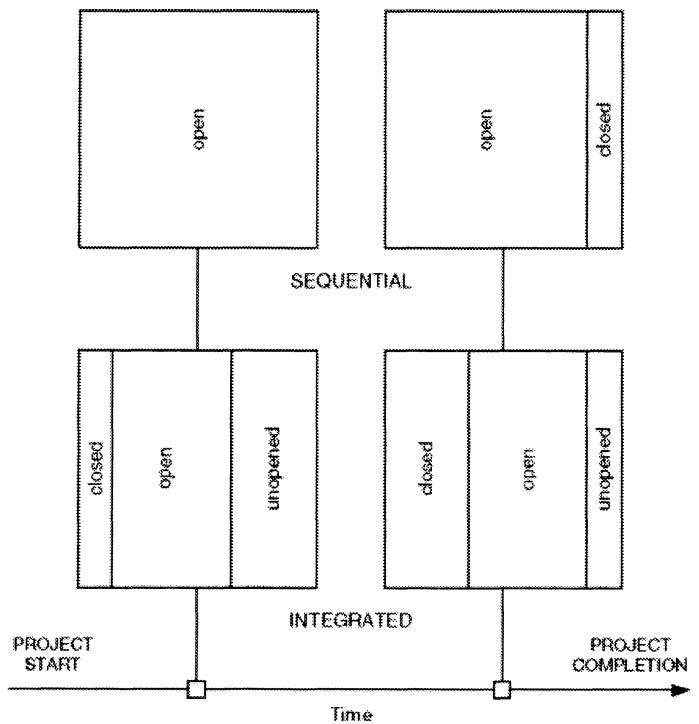 open
open
closed
SEQUENTIAL
closed
open
unopened
closed
open
unopened
INTEGRATED
PROJECT
START
PROJECT
COMPLETION
Time